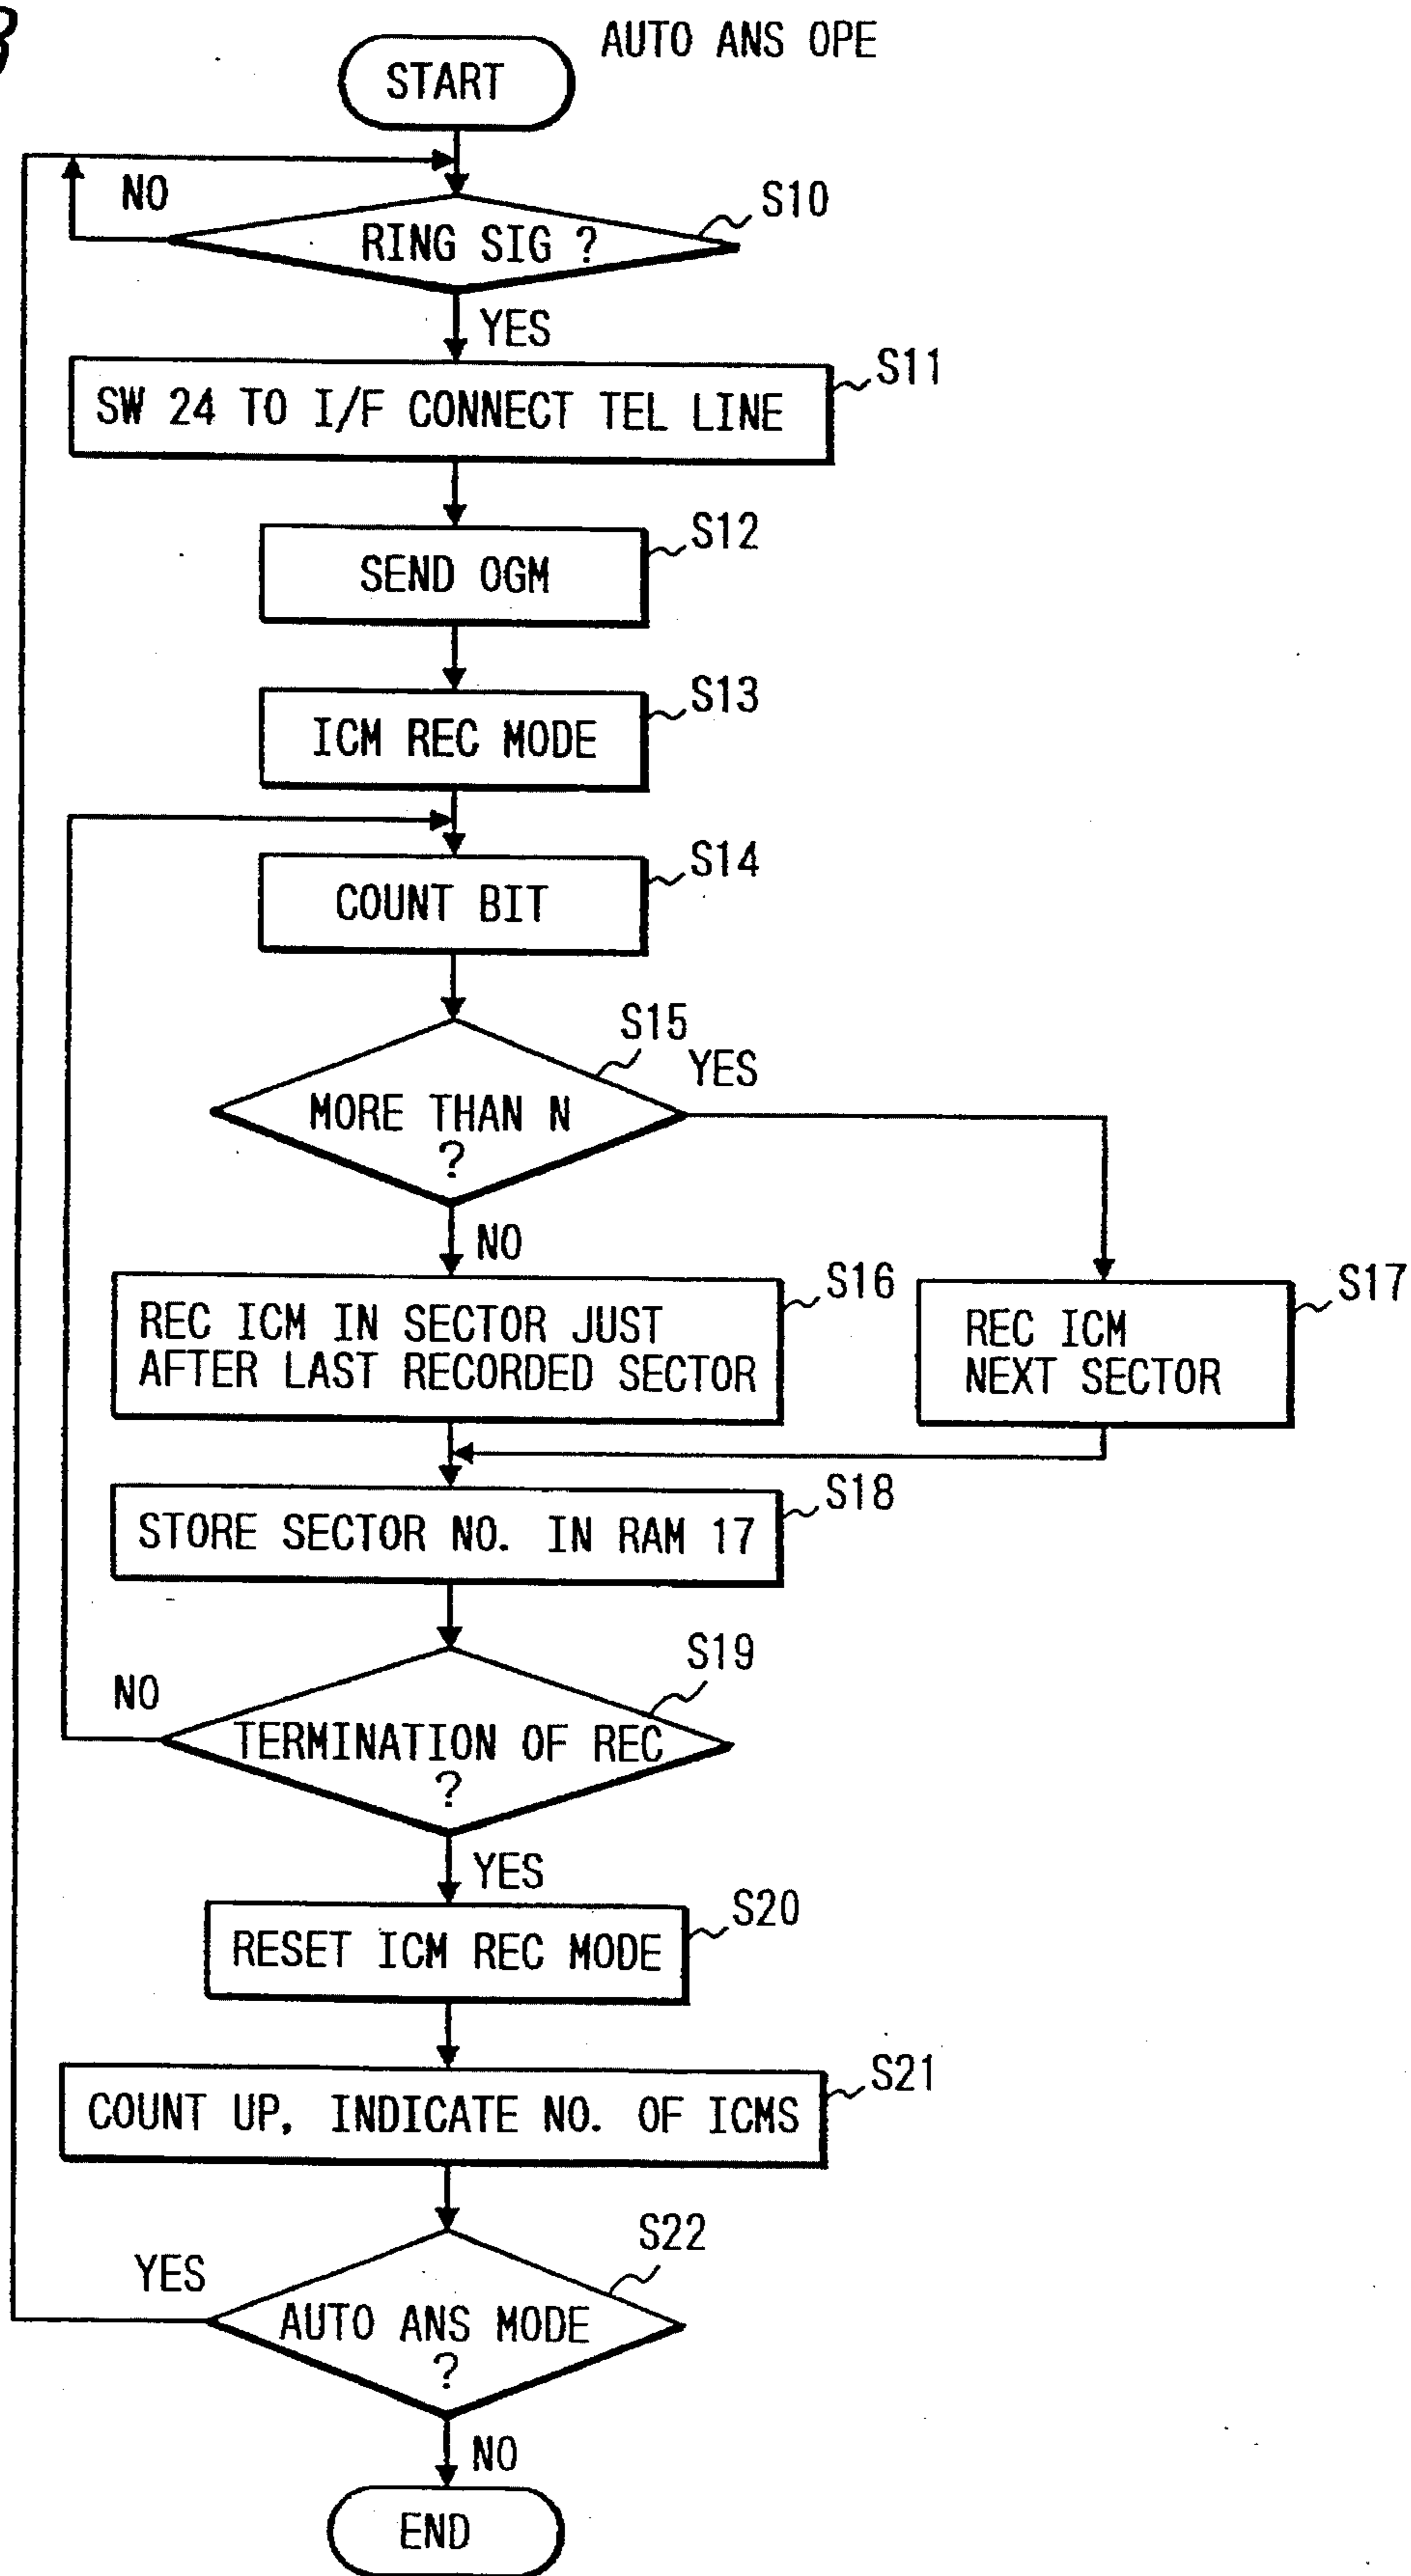 AUTO ANS OPE
START
NO
RING SIG ?
S10
YES
SW 24 TO I/F CONNECT TEL LINE
S11
SEND OGM
S12
ICM REC MODE
S13
COUNT BIT
S14
S15
YES
MORE THAN N
?
NO
REC ICM IN SECTOR JUST
AFTER LAST RECORDED SECTOR
S16
REC ICM
NEXT SECTOR
S17
STORE SECTOR NO. IN RAM 17
S18
NO
S19
TERMINATION OF REC
?
YES
RESET ICM REC MODE
S20
COUNT UP, INDICATE NO. OF ICMS
S21
YES
S22
AUTO ANS MODE
?
NO
END